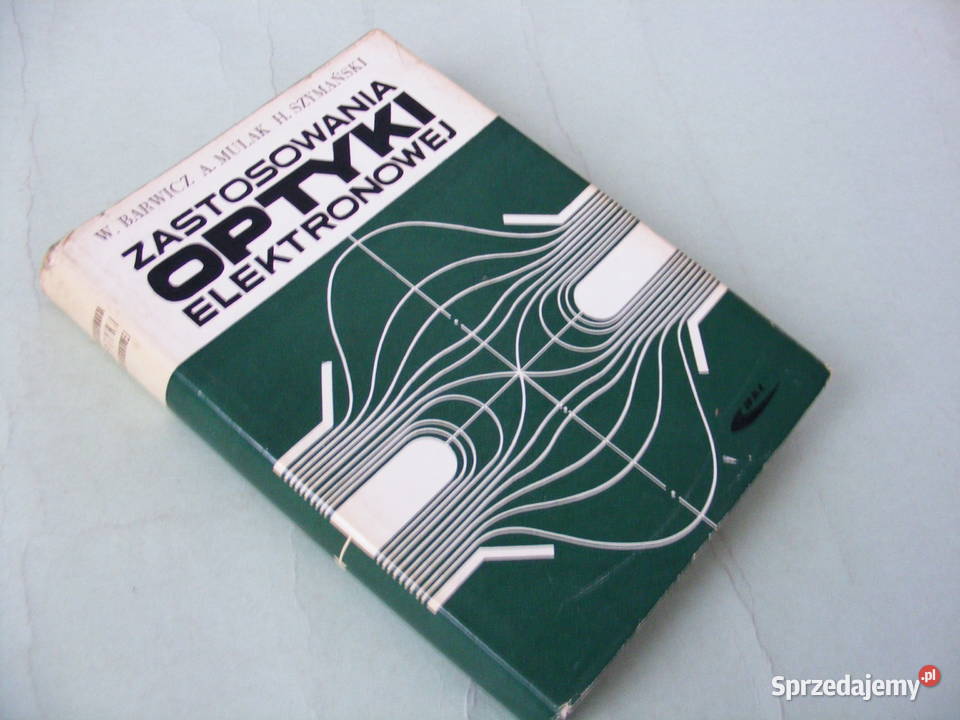 W. BARWICZ A. MULAK H. SZYMAŃSKI
ZASTOSOWANIA
OPTYKI
ELEKTRONOWEJ
Sprzedajemy.pl